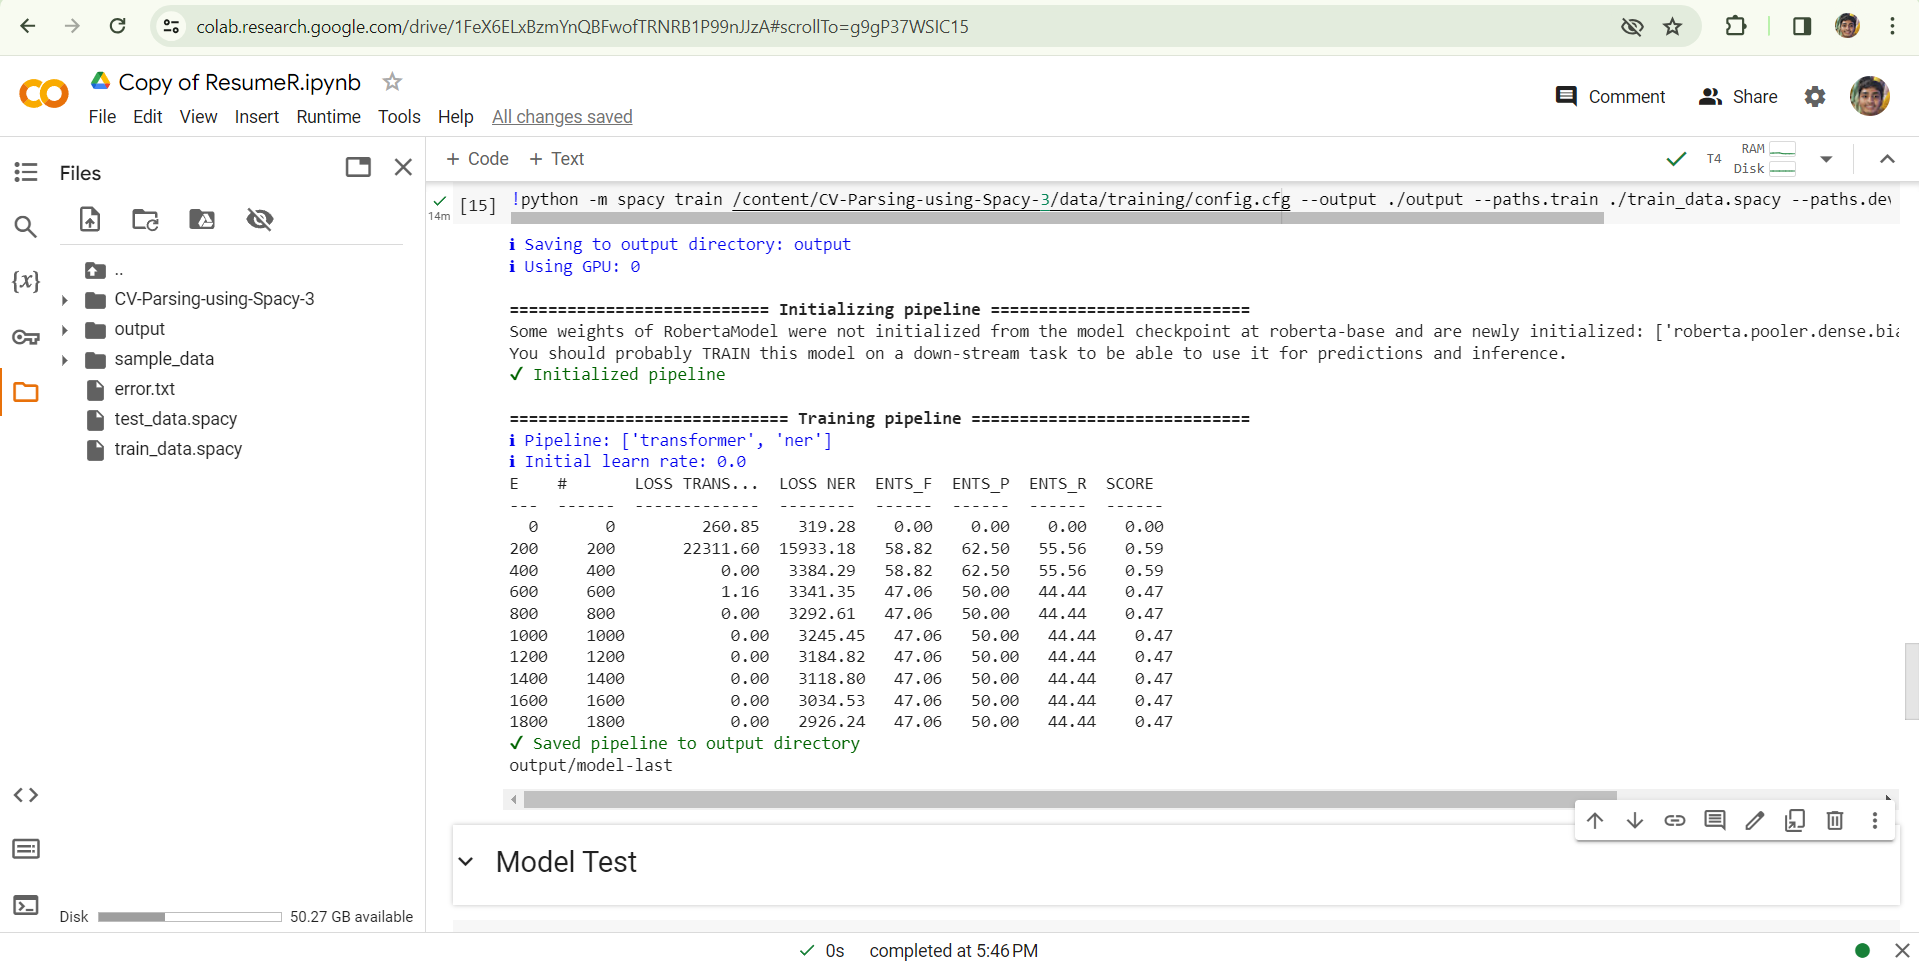 colab.research.google.com/drive/1FeX6ELxBzmYnQBFwofTRNRB1P99nJJzA#scrollTo=g9gP37WSIC15
Copy of ResumeR.ipynb
File Edit View Insert Runtime Tools Help All changes saved
Comment Share
Files
+ Code + Text
T4 RAM Disk
..
CV-Parsing-using-Spacy-3
output
sample_data
error.txt
test_data.spacy
train_data.spacy
Disk 50.27 GB available
14m
[15] !python -m spacy train /content/CV-Parsing-using-Spacy-3/data/training/config.cfg --output ./output --paths.train ./train_data.spacy --paths.dev
ℹ Saving to output directory: output
ℹ Using GPU: 0
=========================== Initializing pipeline ===========================
Some weights of RobertaModel were not initialized from the model checkpoint at roberta-base and are newly initialized: ['roberta.pooler.dense.bia
You should probably TRAIN this model on a down-stream task to be able to use it for predictions and inference.
✔ Initialized pipeline
============================= Training pipeline =============================
ℹ Pipeline: ['transformer', 'ner']
ℹ Initial learn rate: 0.0
E # LOSS TRANS... LOSS NER ENTS_F ENTS_P ENTS_R SCORE
--- ------ ------------- -------- ------ ------ ------ ------
0 0 260.85 319.28 0.00 0.00 0.00 0.00
200 200 22311.60 15933.18 58.82 62.50 55.56 0.59
400 400 0.00 3384.29 58.82 62.50 55.56 0.59
600 600 1.16 3341.35 47.06 50.00 44.44 0.47
800 800 0.00 3292.61 47.06 50.00 44.44 0.47
1000 1000 0.00 3245.45 47.06 50.00 44.44 0.47
1200 1200 0.00 3184.82 47.06 50.00 44.44 0.47
1400 1400 0.00 3118.80 47.06 50.00 44.44 0.47
1600 1600 0.00 3034.53 47.06 50.00 44.44 0.47
1800 1800 0.00 2926.24 47.06 50.00 44.44 0.47
✔ Saved pipeline to output directory
output/model-last
Model Test
0s completed at 5:46 PM